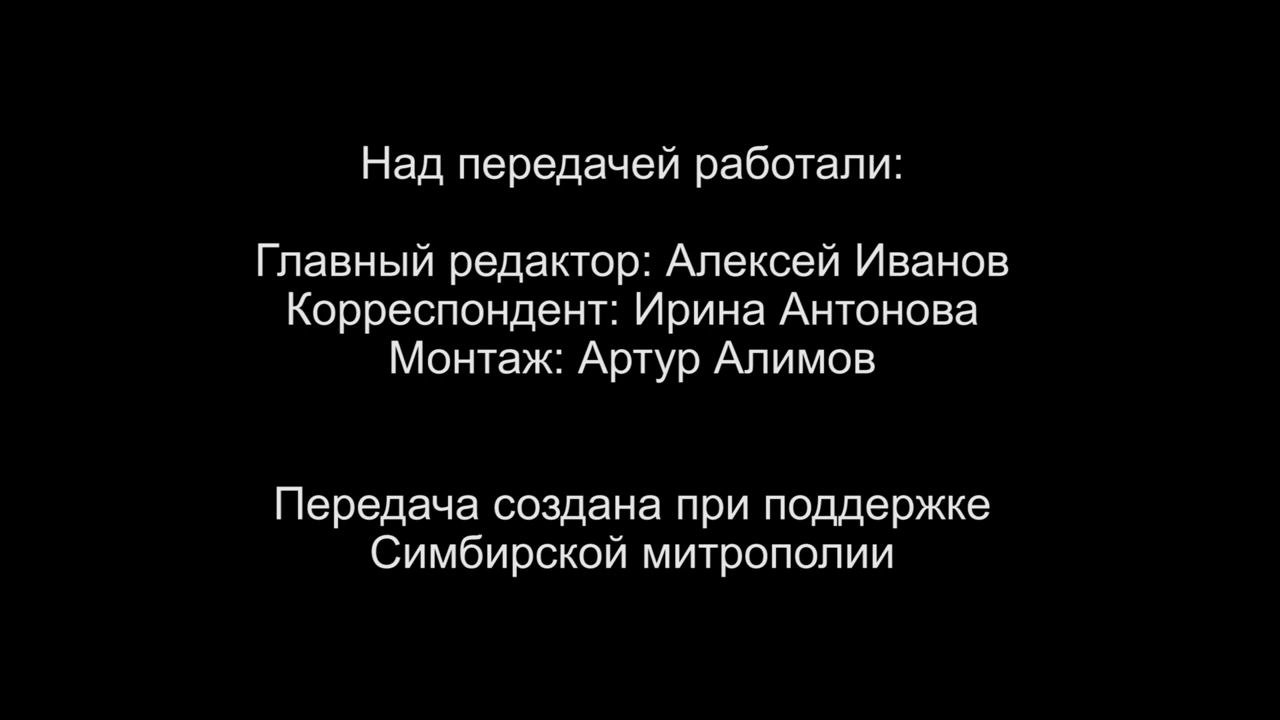 Над передачей работали:
Главный редактор: Алексей Иванов
Корреспондент: Ирина Антонова
Монтаж: Артур Алимов
Передача создана при поддержке
Симбирской митрополии